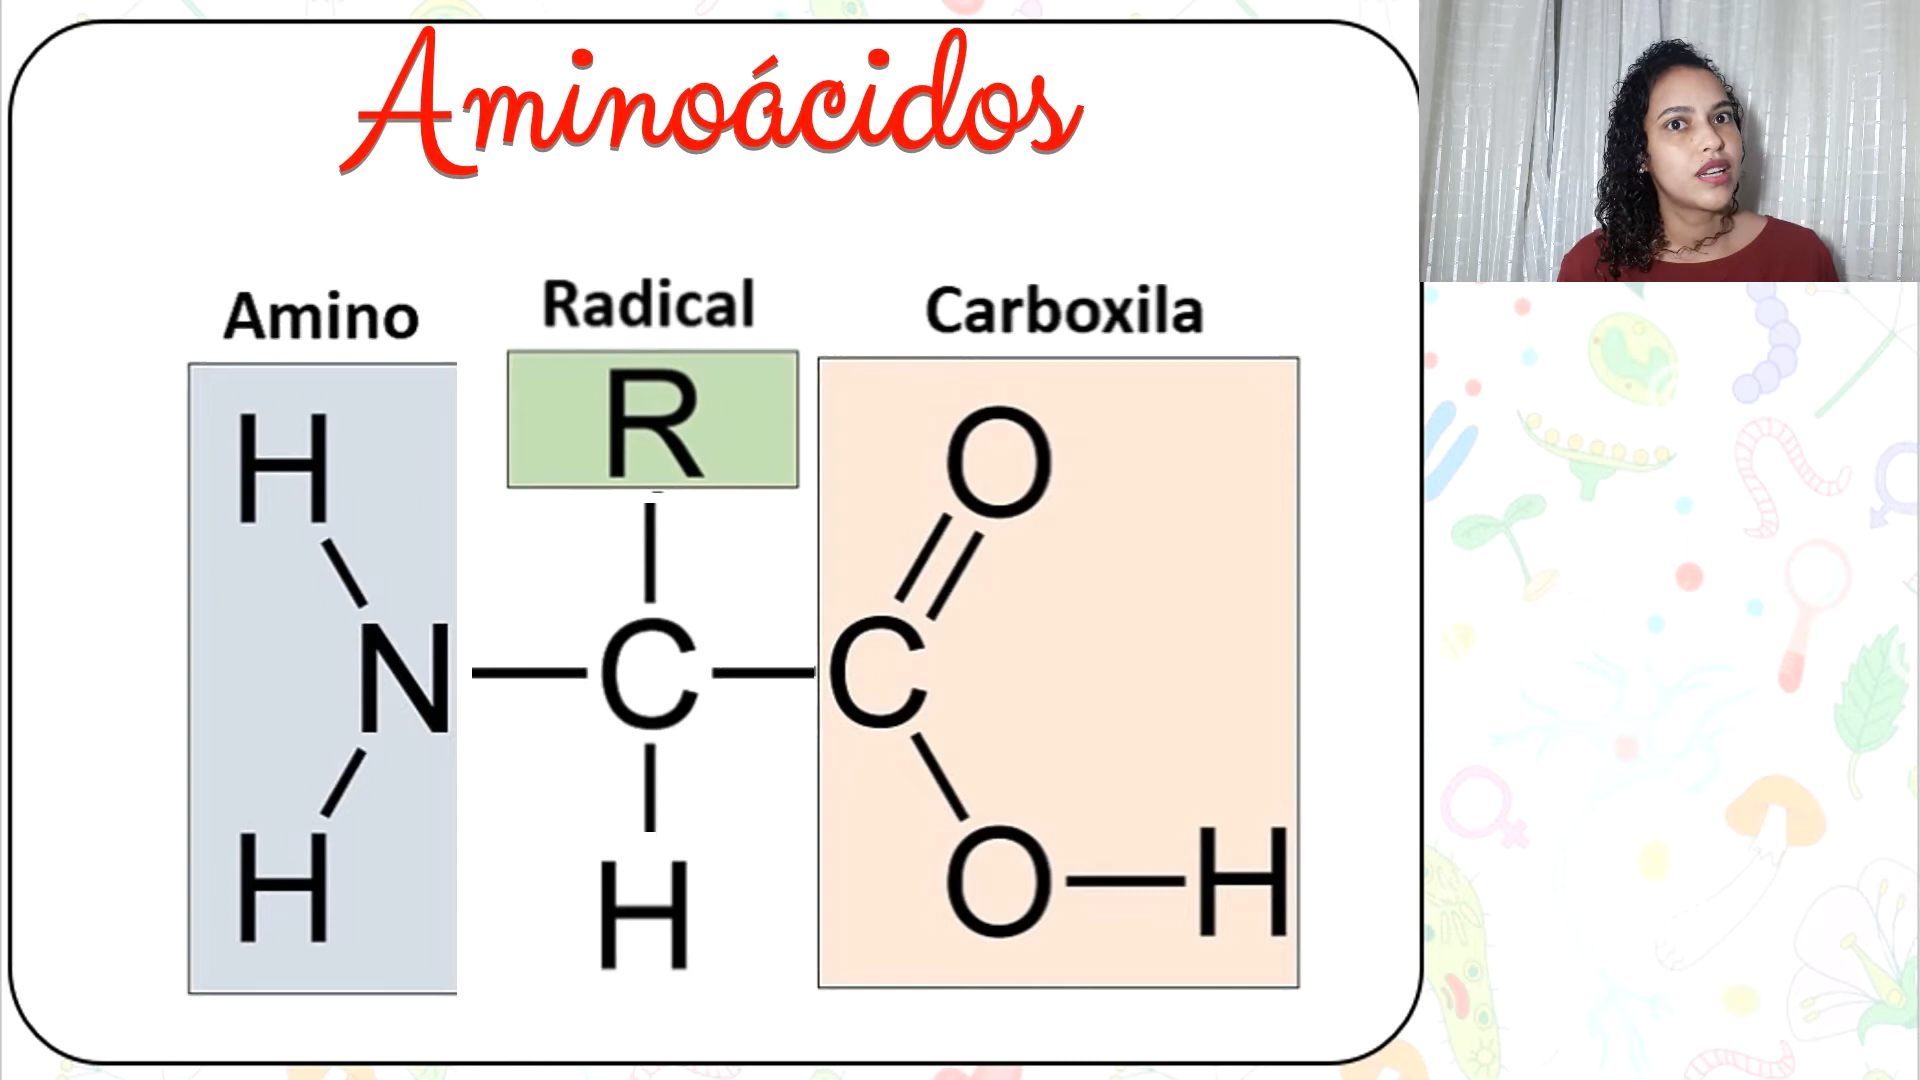 Aminoácidos
Amino
Radical
Carboxila
H
R
O
N
C
C
H
H
O
H